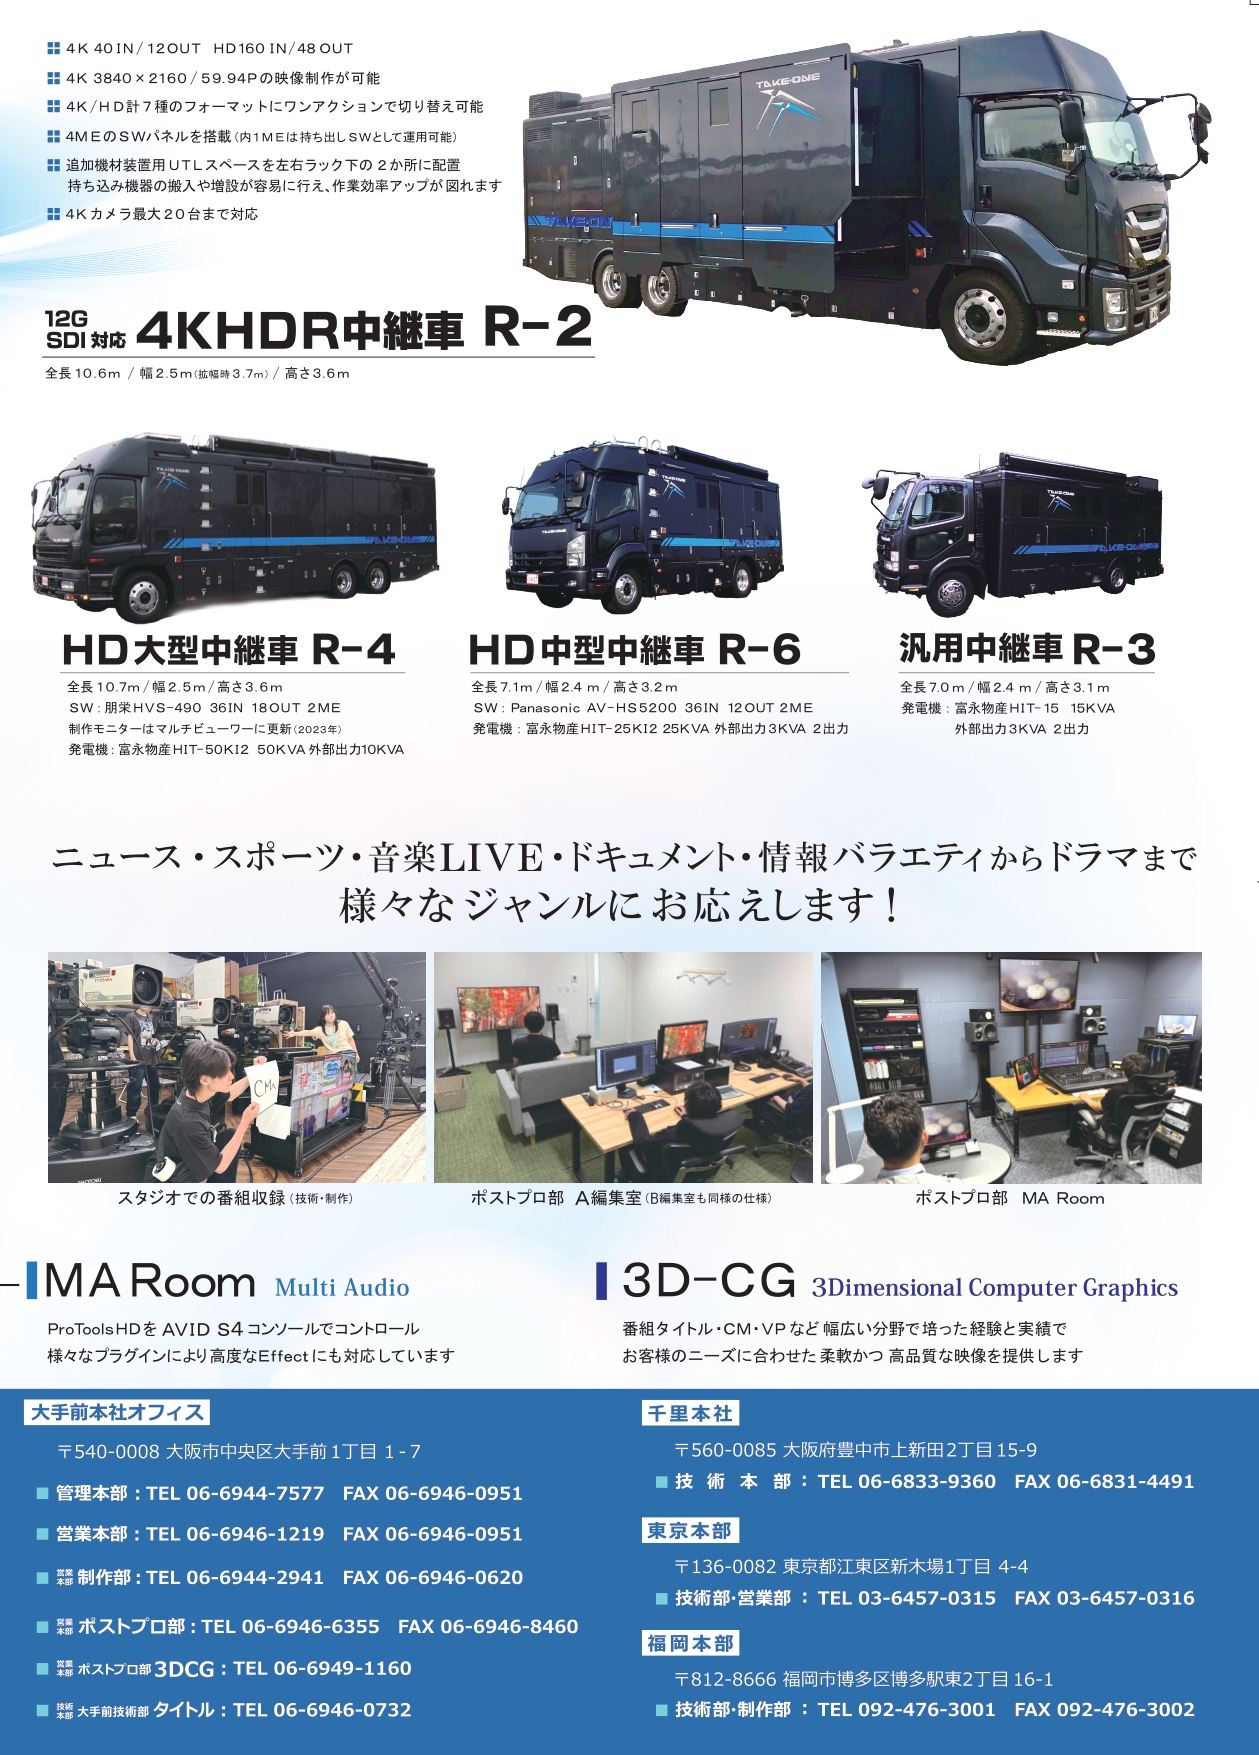 4K 40IN/12OUT HD160 IN/48 OUT
4K 3840×2160/59.94Pの映像制作が可能
4K/HD計7種のフォーマットにワンアクションで切り替え可能
4MEのSWパネルを搭載(内1MEは持ち出しSWとして運用可能)
追加機材装置用UTLスペースを左右ラック下の2か所に配置
持ち込み機器の搬入や増設が容易に行え、作業効率アップが図れます
4Kカメラ最大20台まで対応
TAKE-ONE
TAKE-ON
12G
SDI 対応 4KHDR中継車 R-2
全長10.6m / 幅2.5m(拡幅時3.7m) / 高さ3.6m
TAKE-ONE
TAKE-ONE
TAKE-ONE
TAKE-ONE
TAKE-ONE
TAKE-ONE
HD大型中継車 R-4
全長10.7m/幅2.5m/高さ3.6m
SW:朋栄HVS-490 36IN 18OUT 2ME
制作モニターはマルチビューワーに更新(2023年)
発電機:富永物産HIT-50KI2 50KVA 外部出力10KVA
HD中型中継車 R-6
全長7.1m/幅2.4 m/高さ3.2m
SW: Panasonic AV-HS5200 36IN 12OUT 2ME
発電機:富永物産HIT-25KI2 25KVA 外部出力3KVA 2出力
汎用中継車 R-3
全長7.0m/幅2.4 m/高さ3.1m
発電機:富永物産HIT-15 15KVA
外部出力3KVA 2出力
ニュース・スポーツ・音楽LIVE・ドキュメント・情報バラエティからドラマまで
様々なジャンルにお応えします!
CM
スタジオでの番組収録(技術・制作)
ポストプロ部 A編集室(B編集室も同様の仕様)
ポストプロ部 MA Room
MA Room Multi Audio
ProToolsHDを AVID S4コンソールでコントロール
様々なプラグインにより高度なEffectにも対応しています
3D-CG 3Dimensional Computer Graphics
番組タイトル・CM・VPなど幅広い分野で培った経験と実績で
お客様のニーズに合わせた柔軟かつ高品質な映像を提供します
大手前本社オフィス
〒540-0008 大阪市中央区大手前1丁目 1-7
管理本部:TEL 06-6944-7577 FAX 06-6946-0951
営業本部:TEL 06-6946-1219 FAX 06-6946-0951
営業本部 制作部:TEL 06-6944-2941 FAX 06-6946-0620
営業本部 ポストプロ部:TEL 06-6946-6355 FAX 06-6946-8460
営業本部 ポストプロ部 3DCG:TEL 06-6949-1160
技術本部 大手前技術部 タイトル:TEL 06-6946-0732
千里本社
〒560-0085 大阪府豊中市上新田2丁目15-9
技術本部:TEL 06-6833-9360 FAX 06-6831-4491
東京本部
〒136-0082 東京都江東区新木場1丁目 4-4
技術部・営業部:TEL 03-6457-0315 FAX 03-6457-0316
福岡本部
〒812-8666 福岡市博多区博多駅東2丁目16-1
技術部・制作部:TEL 092-476-3001 FAX 092-476-3002